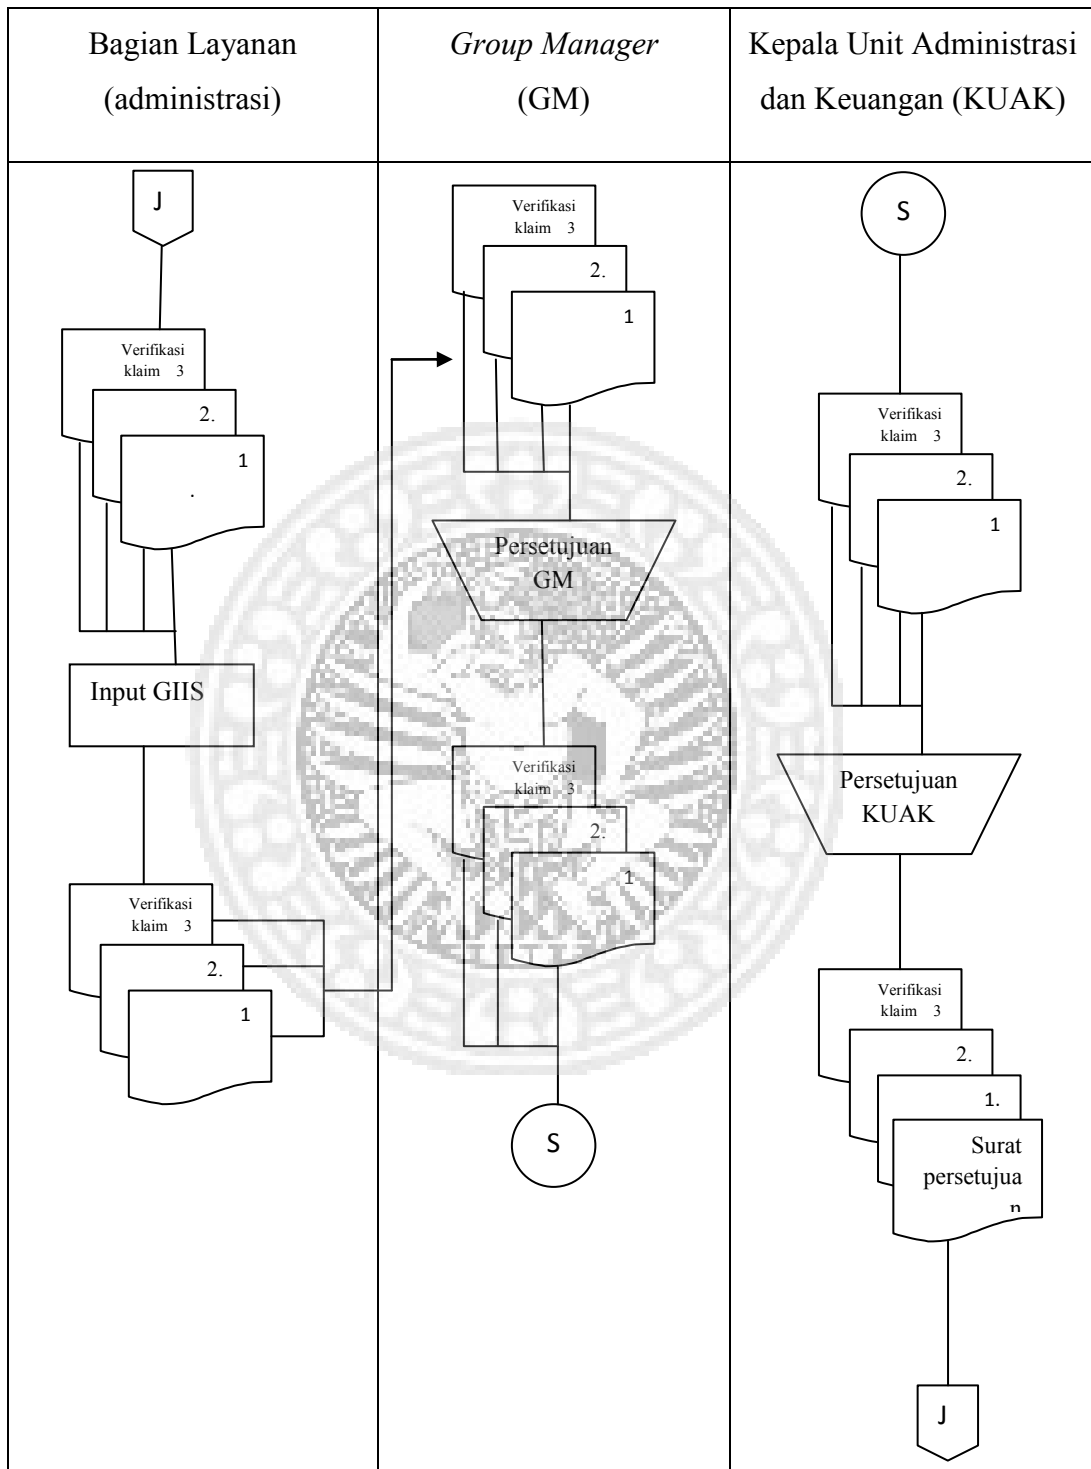 Bagian Layanan
(administrasi)
Group Manager
(GM)
Kepala Unit Administrasi
dan Keuangan (KUAK)
J
Verifikasi
klaim 3
2.
1
.
Input GIIS
Verifikasi
klaim 3
2.
1
Verifikasi
klaim 3
2.
1
Persetujuan
GM
Verifikasi
klaim 3
2.
1
S
S
Verifikasi
klaim 3
2.
1
Persetujuan
KUAK
Verifikasi
klaim 3
2.
1.
Surat
persetujua
n
J